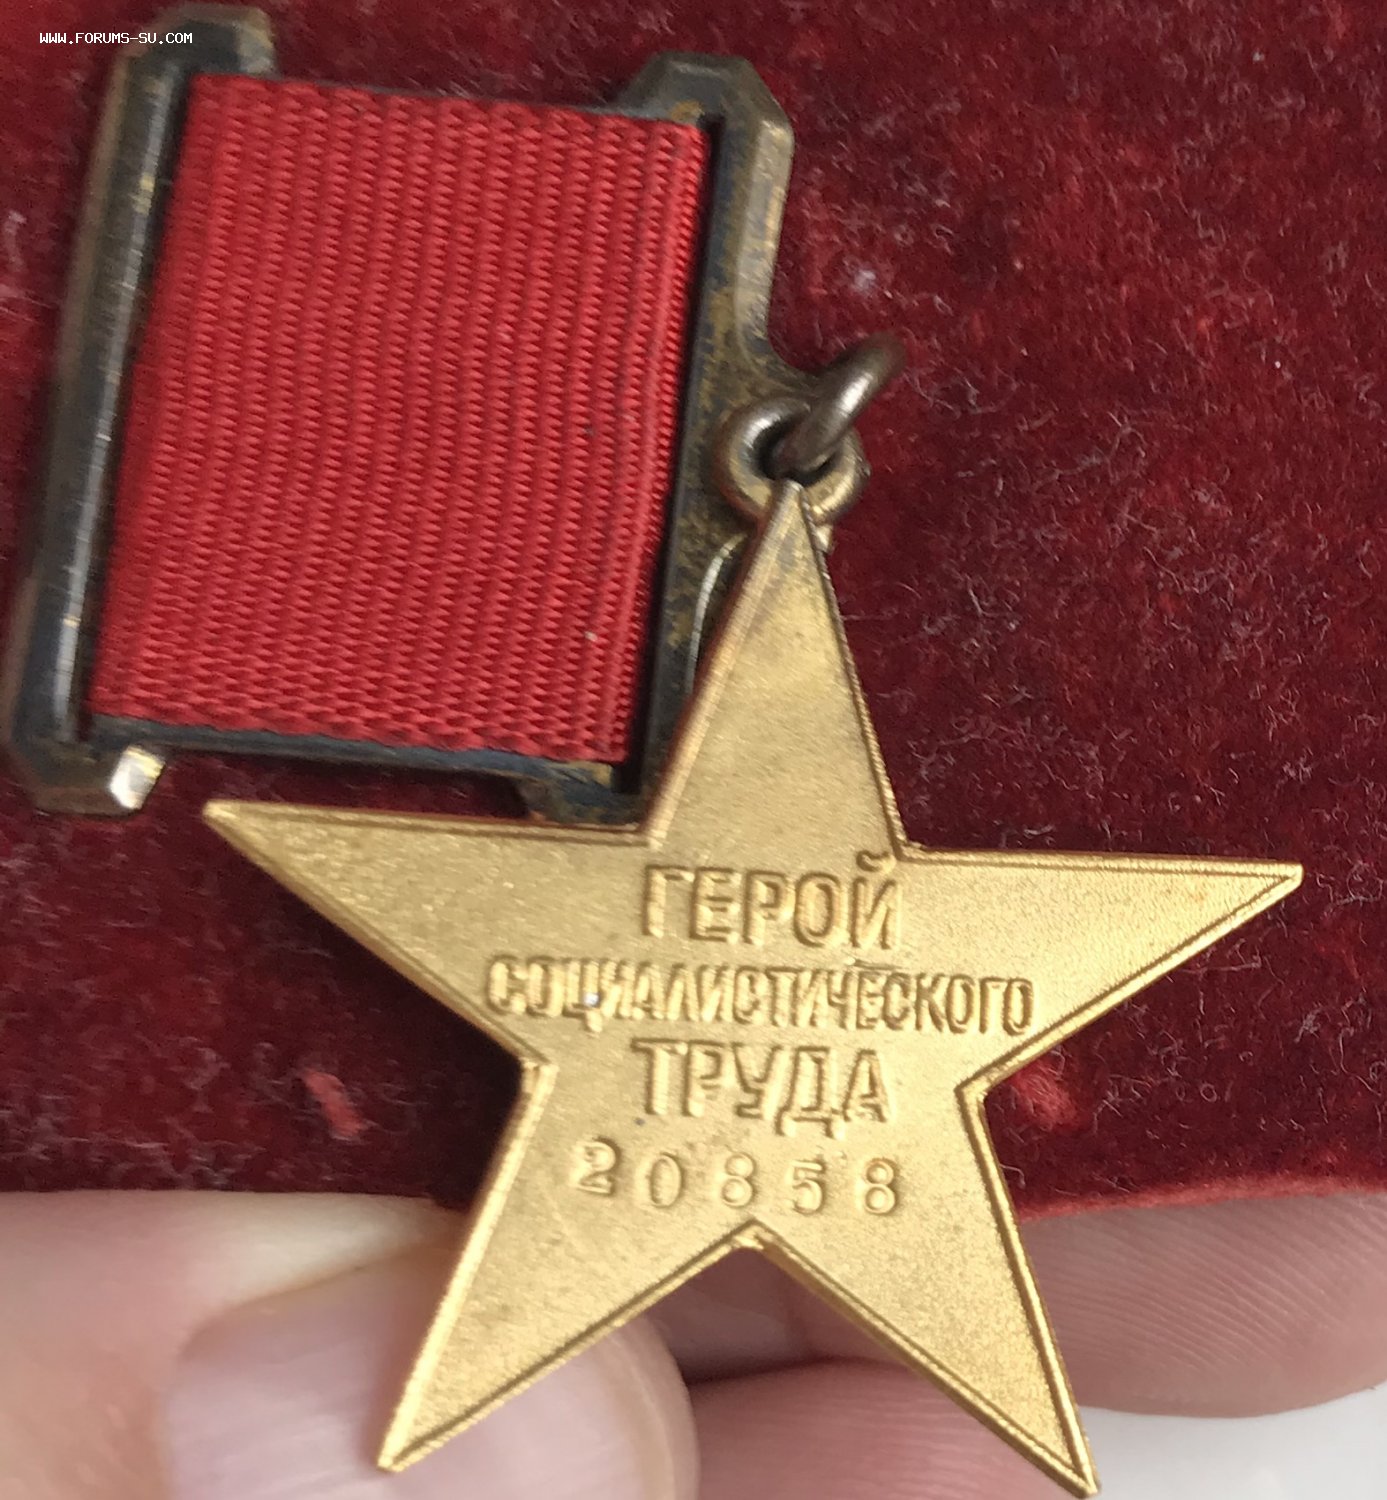 WWW.FORUMS-SU.COM
ГЕРОЙ
СОЦИАЛИСТИЧЕСКОГО
ТРУДА
20858